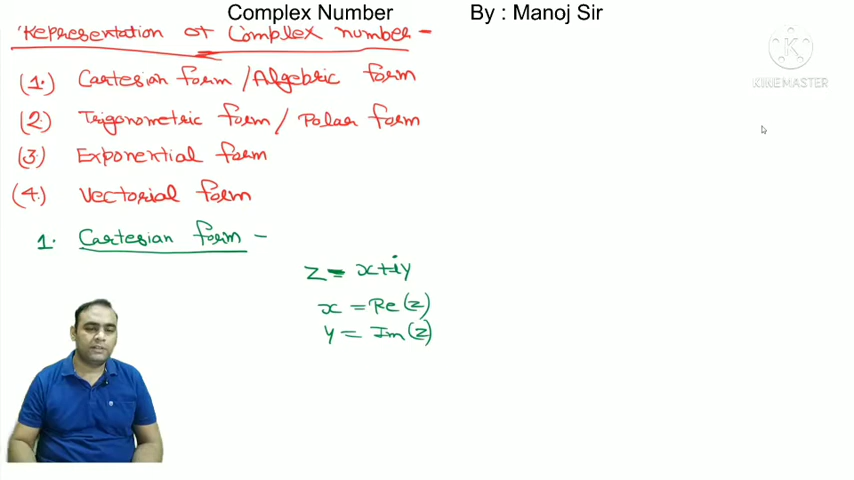 Complex Number By : Manoj Sir
Representation of Complex number -
KINEMASTER
(1.) Cartesian form / Algebric form
(2.) Trigonometric form / Polar form
(3.) Exponential form
(4.) Vectorial form
1. Cartesian form -
z = x+iy
x = Re(z)
y = Im(z)